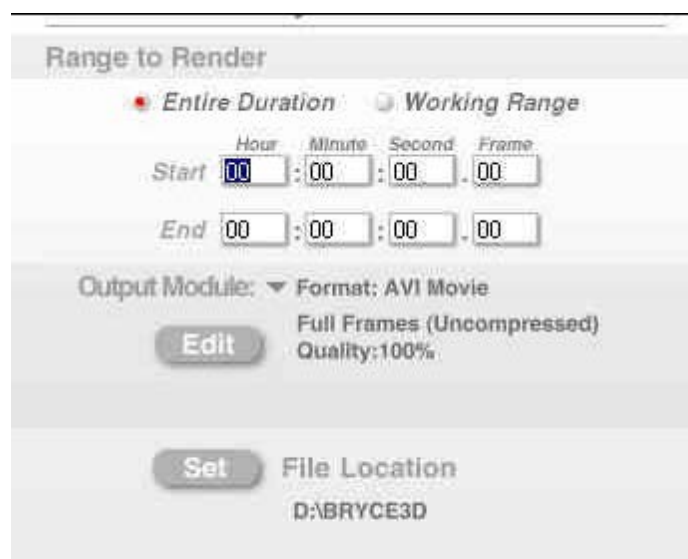 Range to Render
Entire Duration Working Range
Hour Minute Second Frame
Start 00 : 00 : 00 . 00
End 00 : 00 : 00 . 00
Output Module: Format: AVI Movie
Full Frames (Uncompressed)
Edit Quality:100%
Set File Location
D:\BRYCE3D